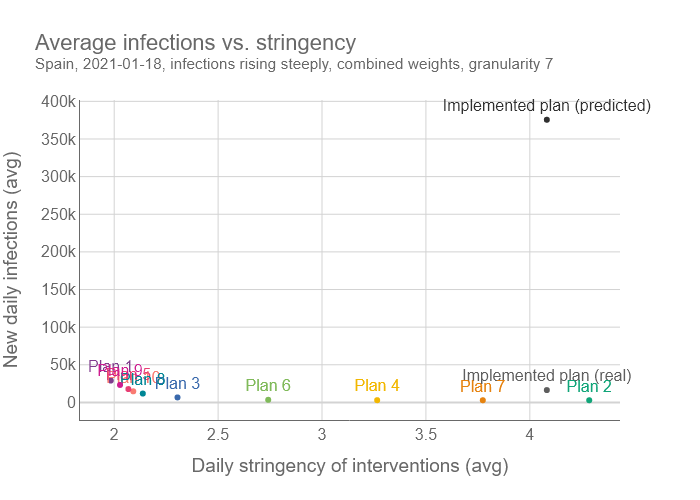 Average infections vs. stringency
Spain, 2021-01-18, infections rising steeply, combined weights, granularity 7
New daily infections (avg)
400k
350k
300k
250k
200k
150k
100k
50k
0
Implemented plan (predicted)
Implemented plan (real)
Plan 1
Plan 8
Plan 3
Plan 6
Plan 4
Plan 7
Plan 2
2
2.5
3
3.5
4
Daily stringency of interventions (avg)